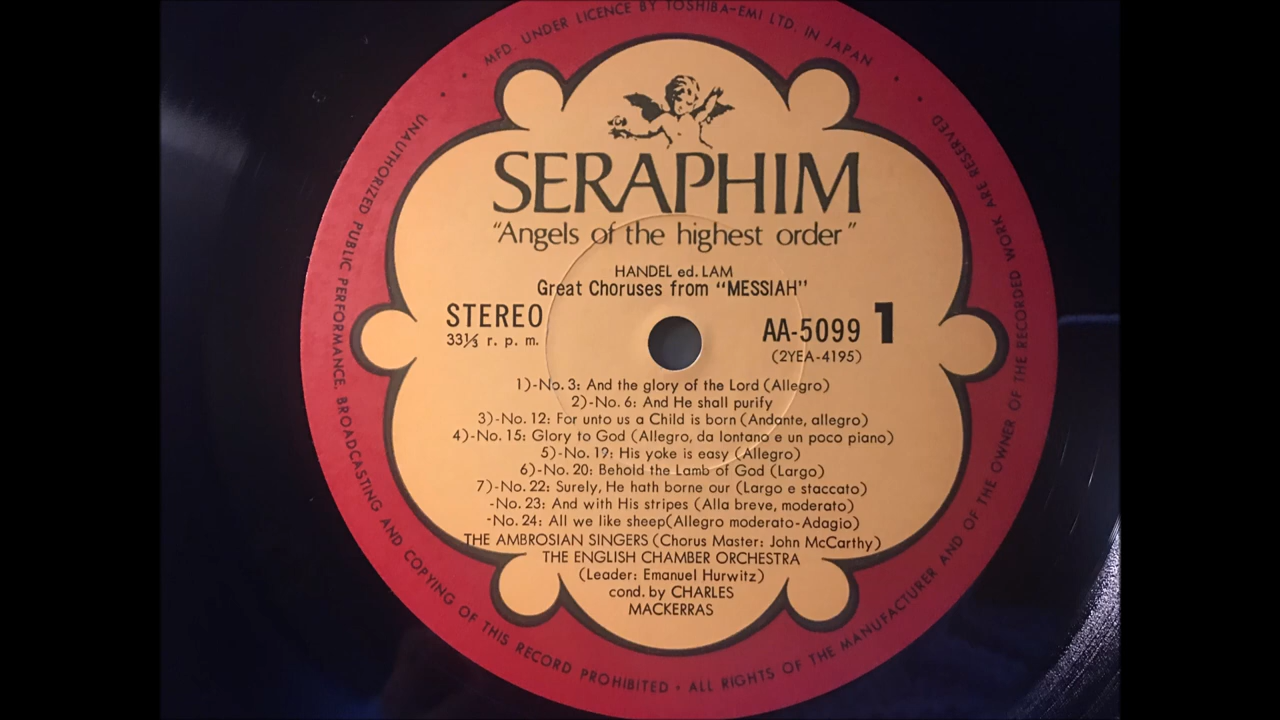 MFD. UNDER LICENCE BY TOSHIBA-EMI LTD. IN JAPAN
SERAPHIM
"Angels of the highest order"
HANDEL ed. LAM
Great Choruses from "MESSIAH"
STEREO
33⅓ r. p. m.
AA-5099 1
(2YEA-4195)
1)-No. 3: And the glory of the Lord (Allegro)
2)-No. 6: And He shall purify
3)-No. 12: For unto us a Child is born (Andante, allegro)
4)-No. 15: Glory to God (Allegro, da lontano e un poco piano)
5)-No. 19: His yoke is easy (Allegro)
6)-No. 20: Behold the Lamb of God (Largo)
7)-No. 22: Surely, He hath borne our (Largo e staccato)
-No. 23: And with His stripes (Alla breve, moderato)
-No. 24: All we like sheep(Allegro moderato-Adagio)
THE AMBROSIAN SINGERS (Chorus Master: John McCarthy)
THE ENGLISH CHAMBER ORCHESTRA
(Leader: Emanuel Hurwitz)
cond. by CHARLES
MACKERRAS
UNAUTHORIZED PUBLIC PERFORMANCE, BROADCASTING AND COPYING OF THIS RECORD PROHIBITED • ALL RIGHTS OF THE MANUFACTURER AND OF THE OWNER OF THE RECORDED WORK ARE RESERVED